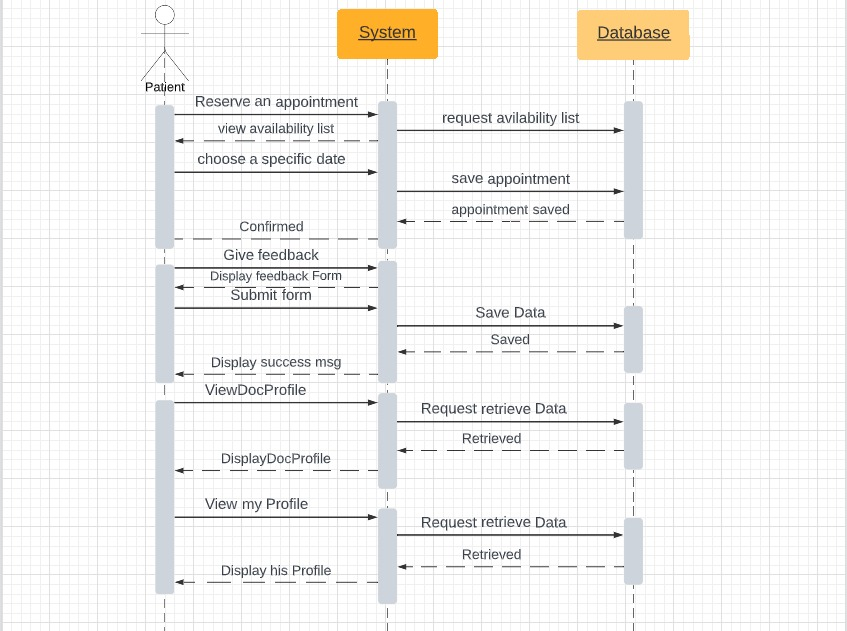 System
Database
Patient
Reserve an appointment
request avilability list
view availability list
choose a specific date
save appointment
appointment saved
Confirmed
Give feedback
Display feedback Form
Submit form
Save Data
Saved
Display success msg
ViewDocProfile
Request retrieve Data
Retrieved
DisplayDocProfile
View my Profile
Request retrieve Data
Retrieved
Display his Profile